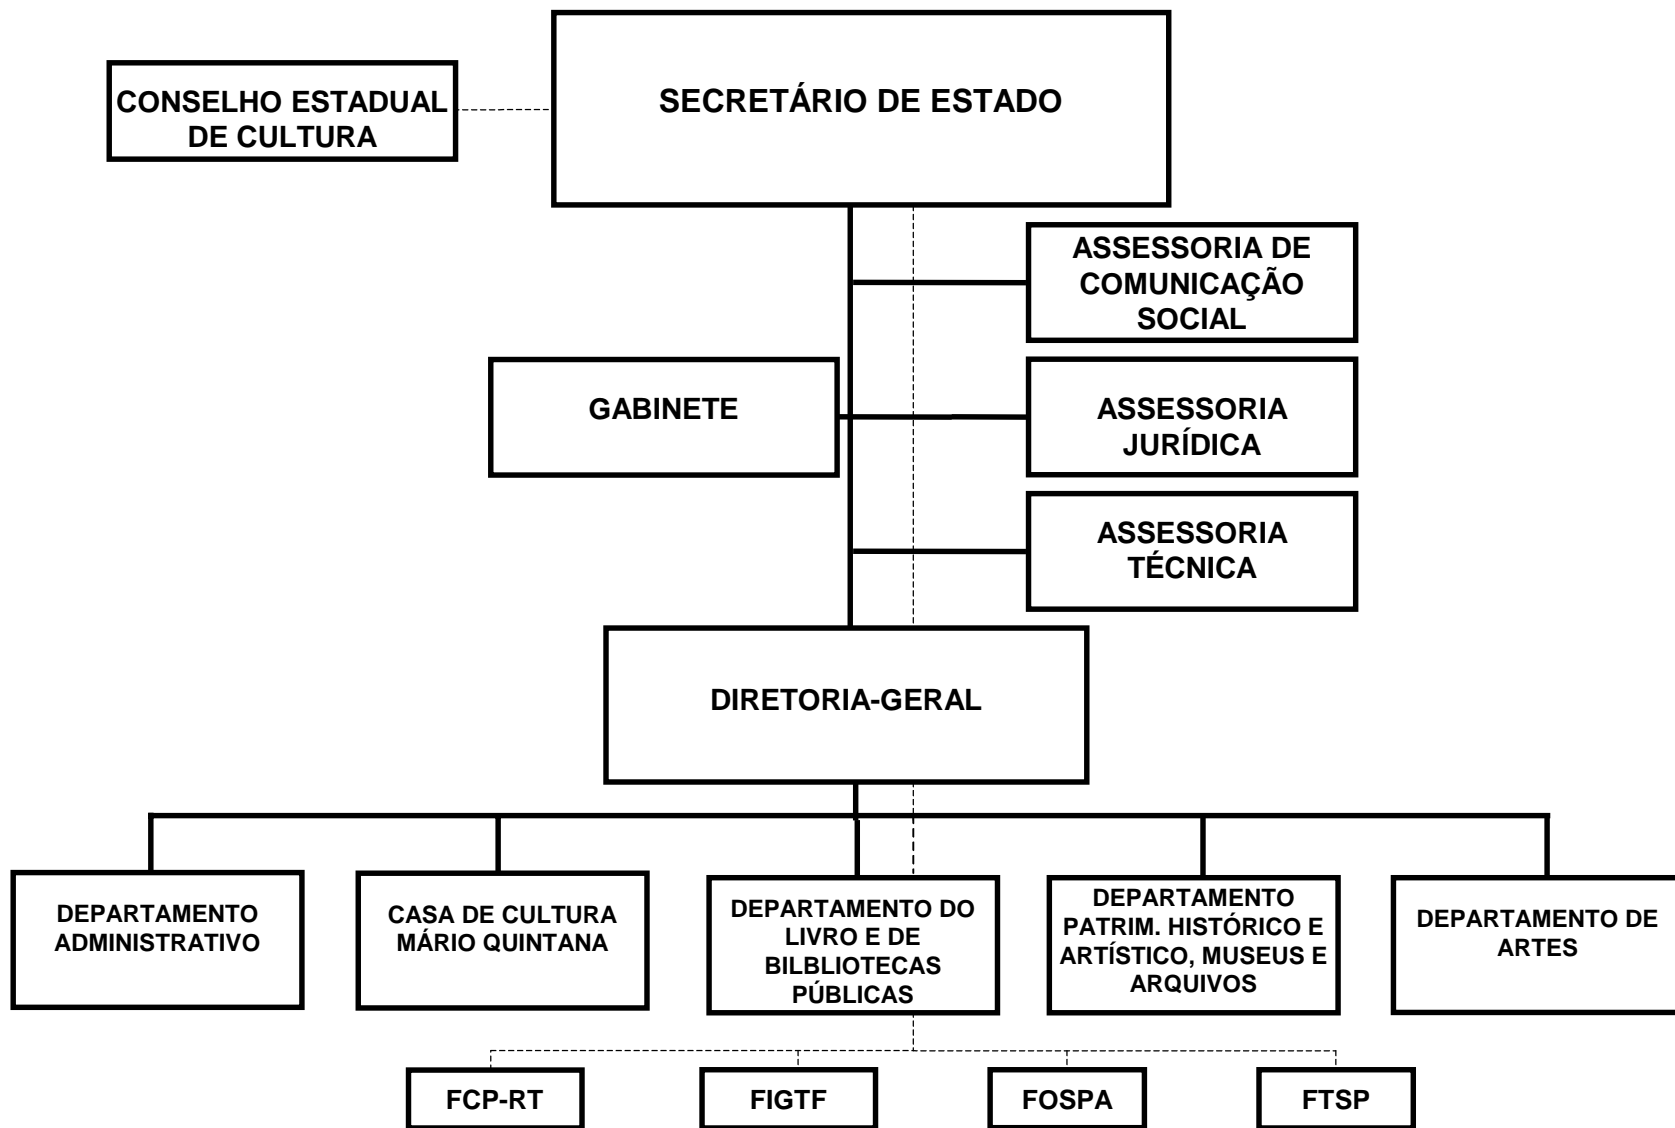 CONSELHO ESTADUAL
DE CULTURA
SECRETÁRIO DE ESTADO
ASSESSORIA DE
COMUNICAÇÃO
SOCIAL
GABINETE
ASSESSORIA
JURÍDICA
ASSESSORIA
TÉCNICA
DIRETORIA-GERAL
DEPARTAMENTO
ADMINISTRATIVO
CASA DE CULTURA
MÁRIO QUINTANA
DEPARTAMENTO DO
LIVRO E DE
BILBLIOTECAS
PÚBLICAS
DEPARTAMENTO
PATRIM. HISTÓRICO E
ARTÍSTICO, MUSEUS E
ARQUIVOS
DEPARTAMENTO DE
ARTES
FCP-RT
FIGTF
FOSPA
FTSP